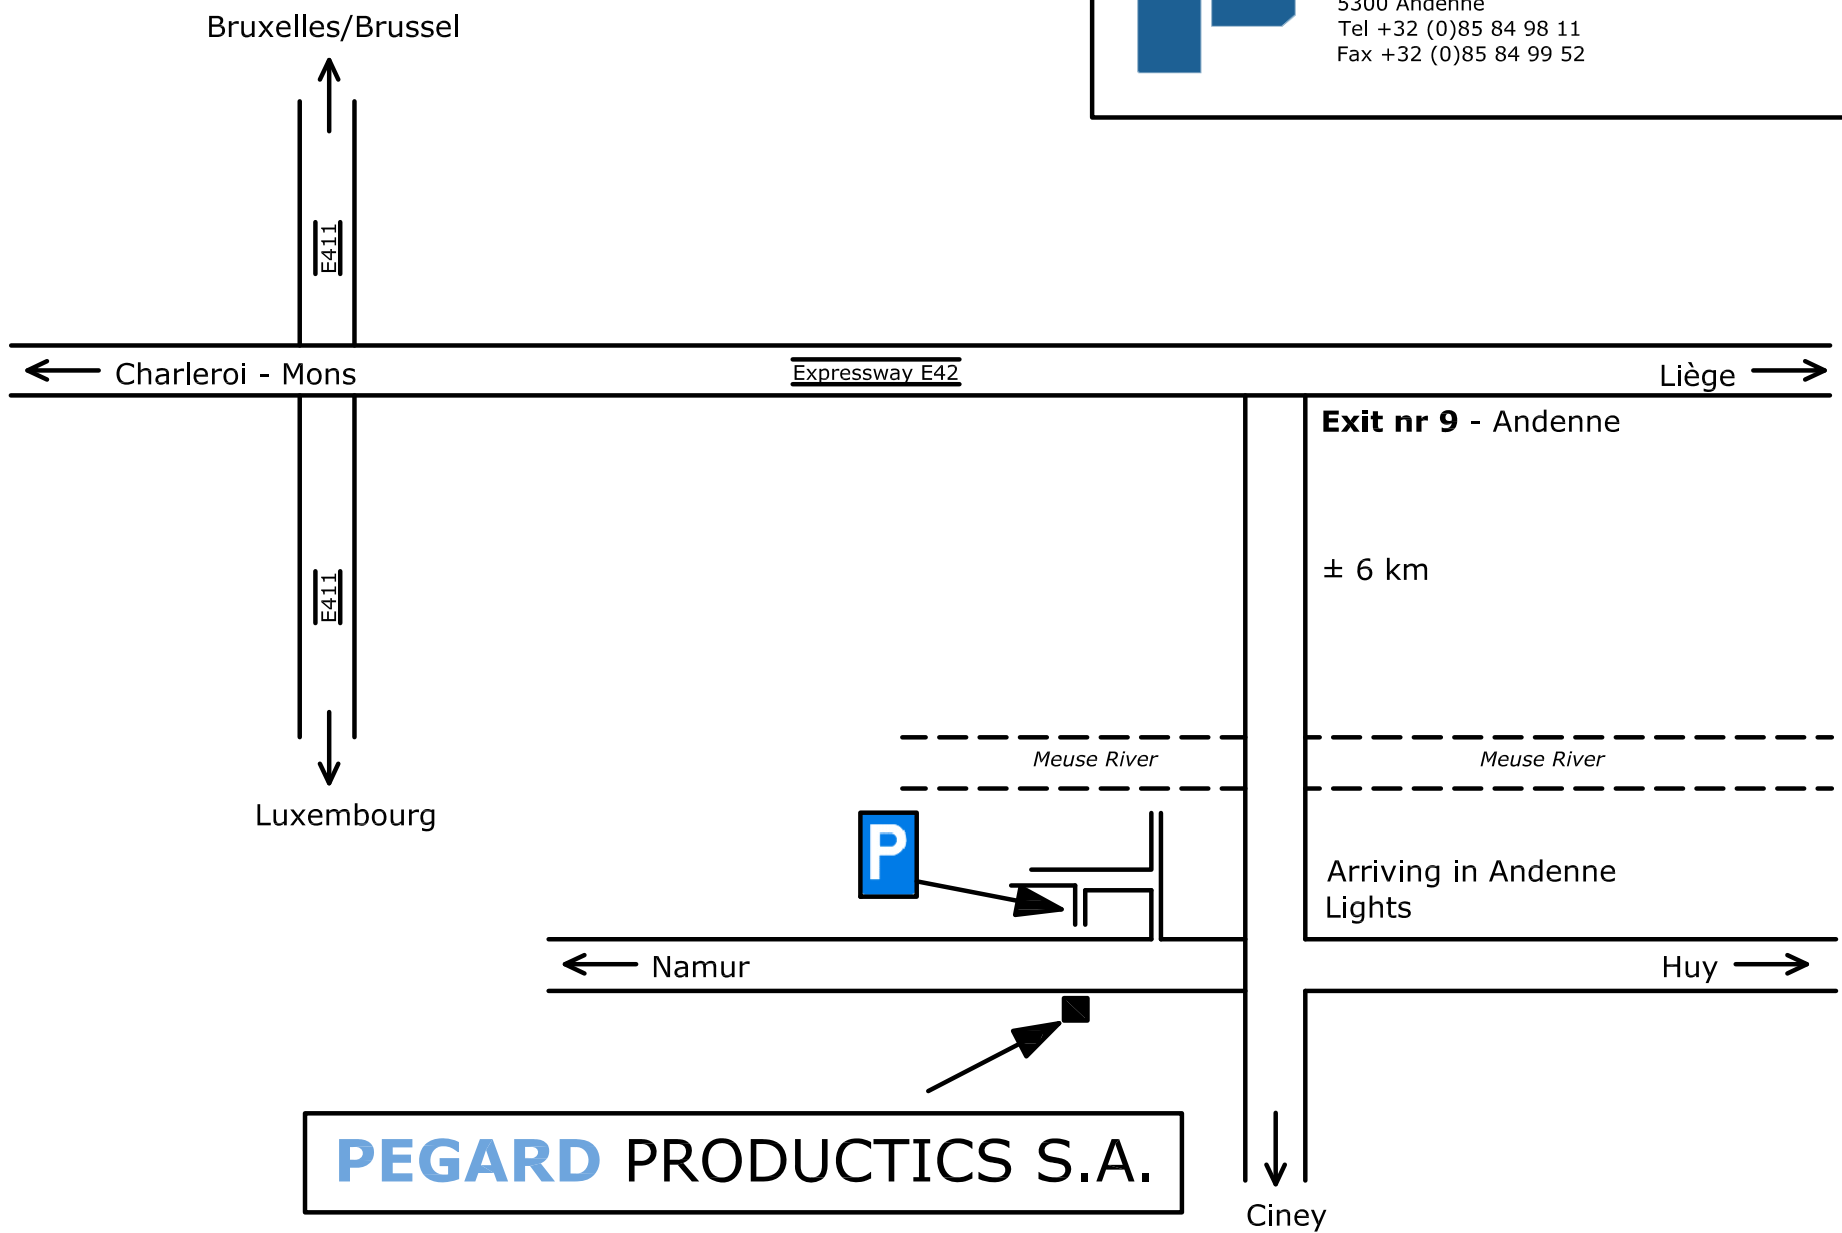 Bruxelles/Brussel
5300 Andenne
Tel +32 (0)85 84 98 11
Fax +32 (0)85 84 99 52
E411
Charleroi - Mons
Expressway E42
Liège
Exit nr 9 - Andenne
± 6 km
E411
Meuse River
Meuse River
Luxembourg
P
Arriving in Andenne
Lights
Namur
Huy
PEGARD PRODUCTICS S.A.
Ciney